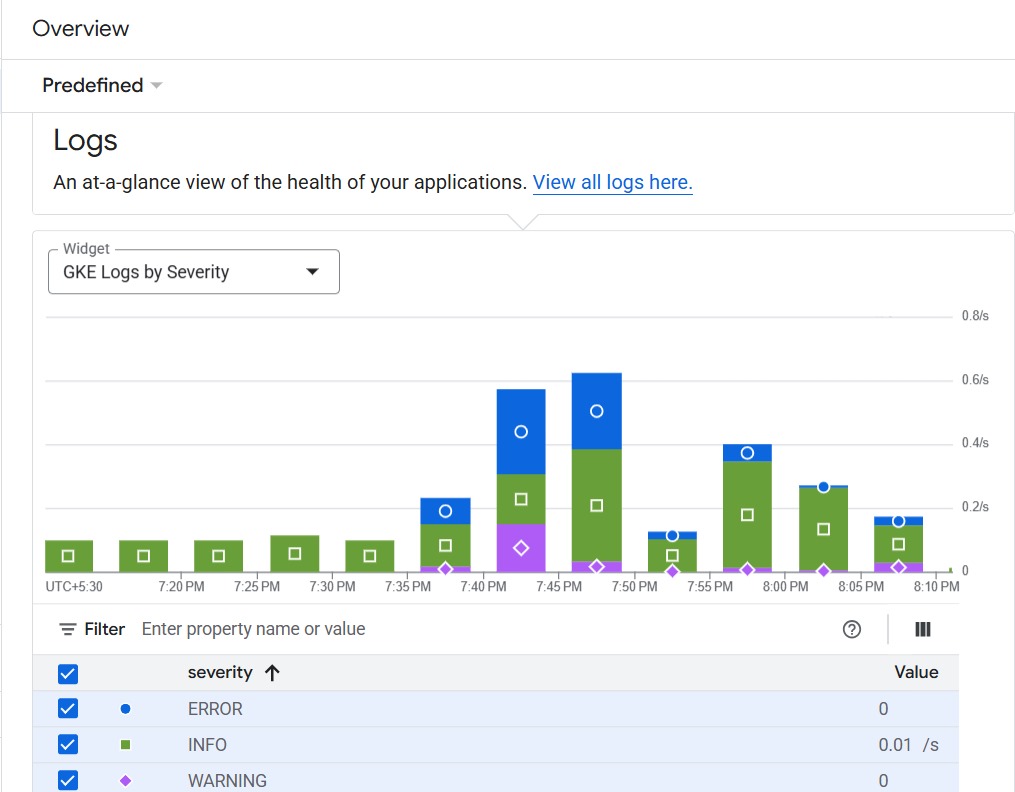 Overview
Predefined
Logs
An at-a-glance view of the health of your applications. View all logs here.
Widget
GKE Logs by Severity
0.8/s
0.6/s
0.4/s
0.2/s
0
UTC+5:30 7:20 PM 7:25 PM 7:30 PM 7:35 PM 7:40 PM 7:45 PM 7:50 PM 7:55 PM 8:00 PM 8:05 PM 8:10 PM
Filter Enter property name or value
severity Value
ERROR 0
INFO 0.01 /s
WARNING 0